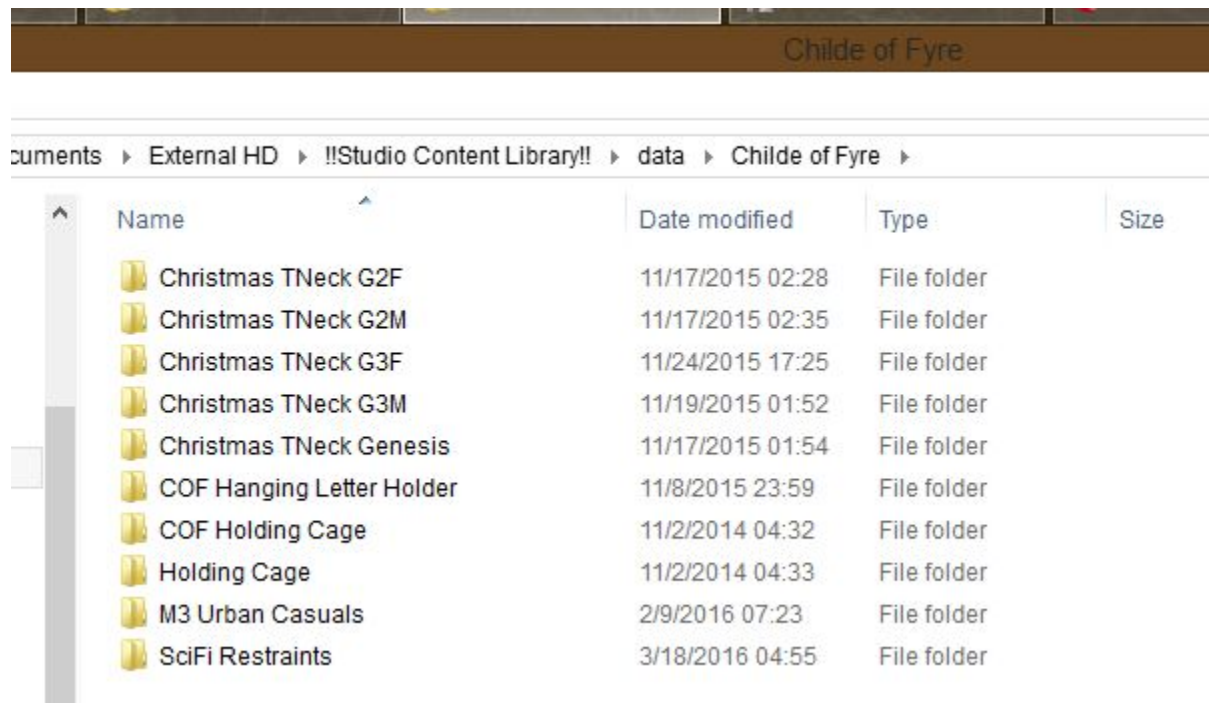 Childe of Fyre
cuments ▸ External HD ▸ !!Studio Content Library!! ▸ data ▸ Childe of Fyre ▸
Name Date modified Type Size
Christmas TNeck G2F 11/17/2015 02:28 File folder
Christmas TNeck G2M 11/17/2015 02:35 File folder
Christmas TNeck G3F 11/24/2015 17:25 File folder
Christmas TNeck G3M 11/19/2015 01:52 File folder
Christmas TNeck Genesis 11/17/2015 01:54 File folder
COF Hanging Letter Holder 11/8/2015 23:59 File folder
COF Holding Cage 11/2/2014 04:32 File folder
Holding Cage 11/2/2014 04:33 File folder
M3 Urban Casuals 2/9/2016 07:23 File folder
SciFi Restraints 3/18/2016 04:55 File folder